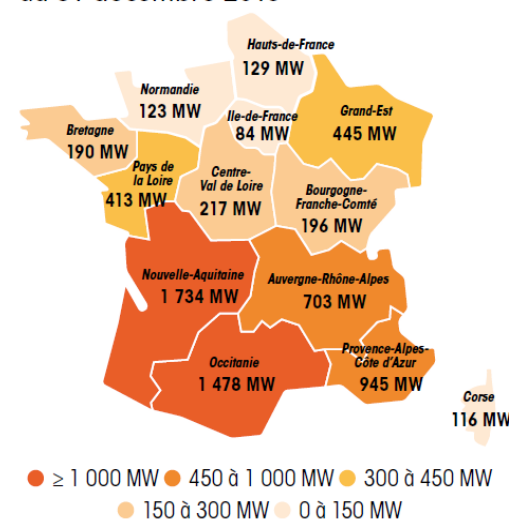 Hauts-de-France
129 MW
Normandie
123 MW
Ile-de-France
84 MW
Grand-Est
445 MW
Bretagne
190 MW
Pays de
la Loire
413 MW
Centre-
Val de Loire
217 MW
Bourgogne-
Franche-Comté
196 MW
Nouvelle-Aquitaine
1 734 MW
Auvergne-Rhône-Alpes
703 MW
Occitanie
1 478 MW
Provence-Alpes-
Côte d'Azur
945 MW
Corse
116 MW
≥ 1 000 MW 450 à 1 000 MW 300 à 450 MW
150 à 300 MW 0 à 150 MW